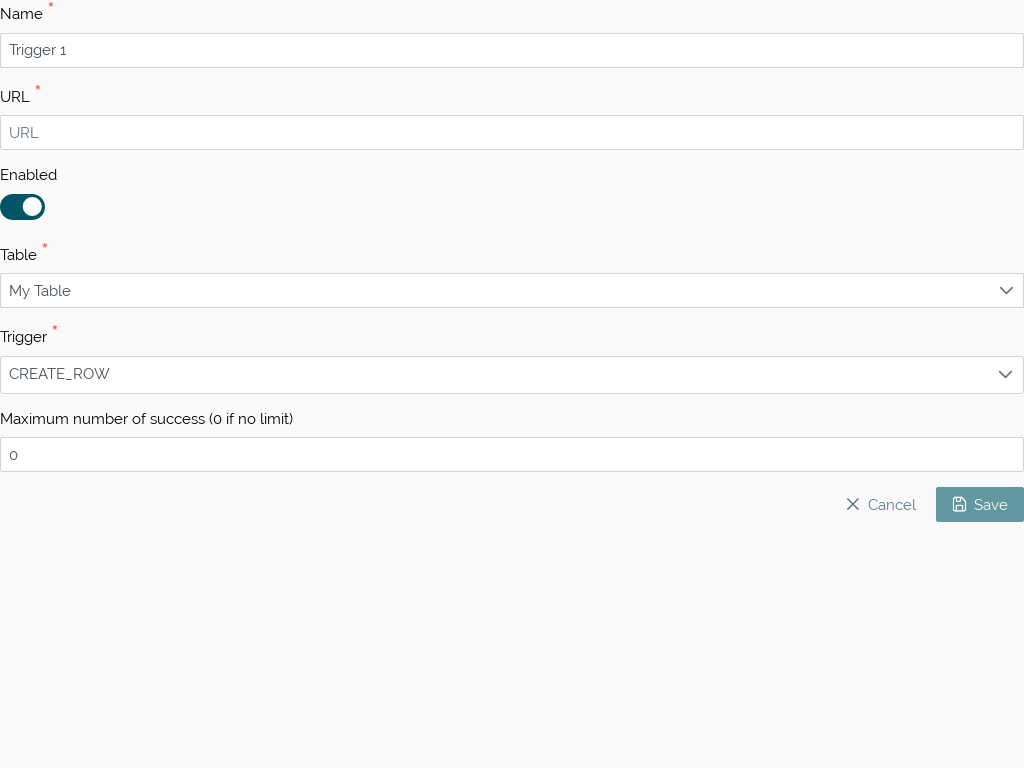 Name *
Trigger 1
URL *
URL
Enabled
Table *
My Table
Trigger *
CREATE_ROW
Maximum number of success (0 if no limit)
0
Cancel
Save